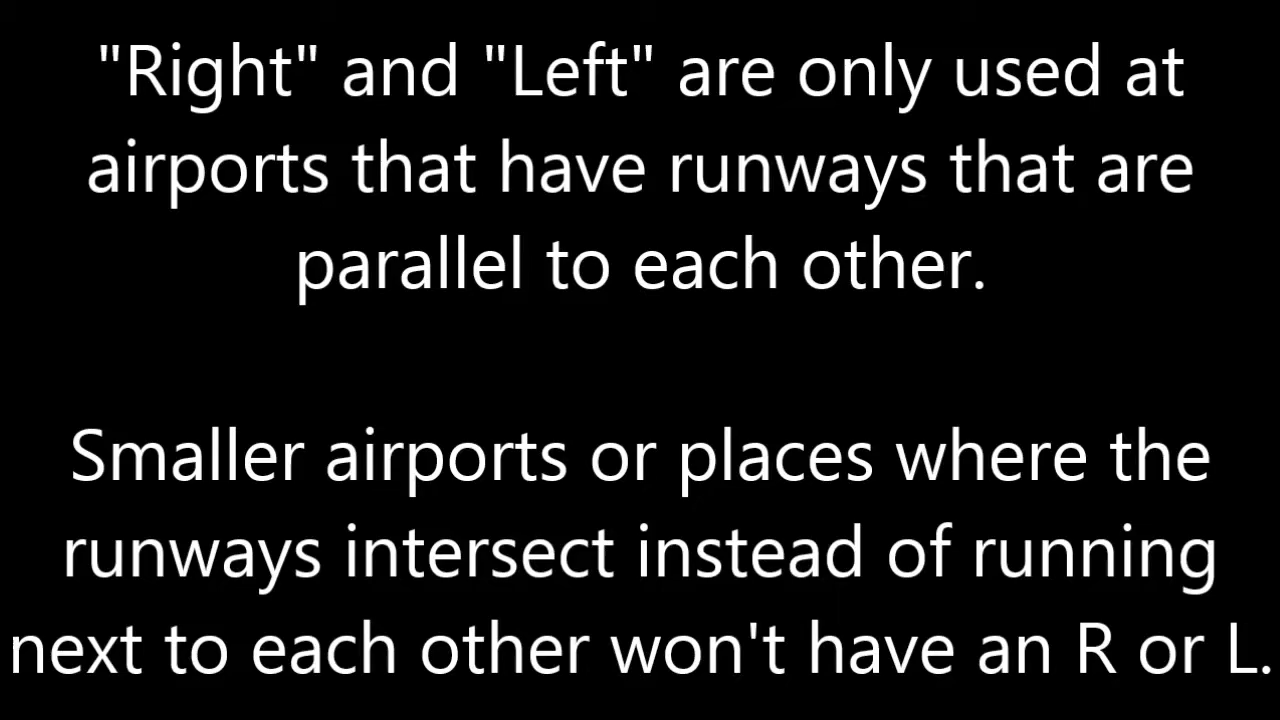 "Right" and "Left" are only used at
airports that have runways that are
parallel to each other.
Smaller airports or places where the
runways intersect instead of running
next to each other won't have an R or L.